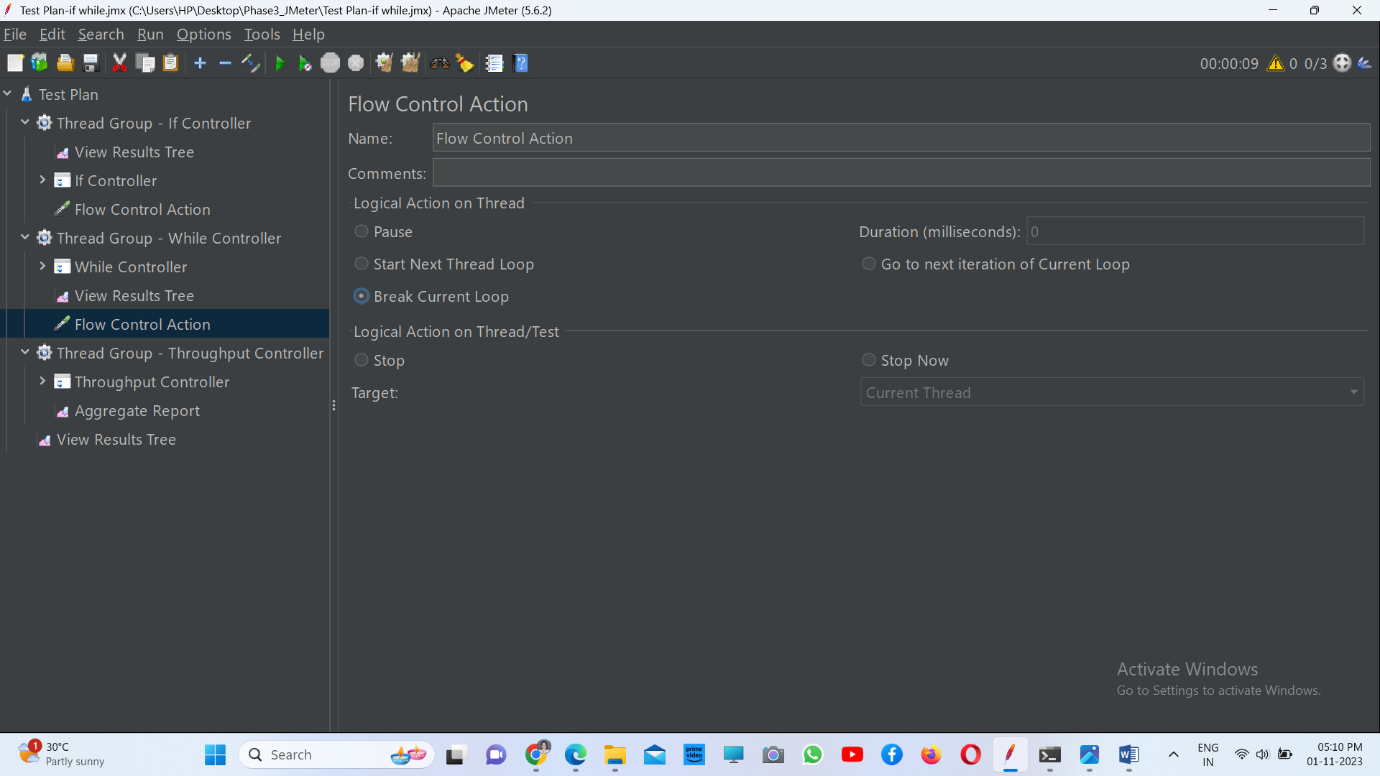 Test Plan-if while.jmx (C:\Users\HP\Desktop\Phase3_JMeter\Test Plan-if while.jmx) - Apache JMeter (5.6.2)
File Edit Search Run Options Tools Help
00:00:09 0 0/3
Test Plan
Thread Group - If Controller
View Results Tree
If Controller
Flow Control Action
Thread Group - While Controller
While Controller
View Results Tree
Flow Control Action
Thread Group - Throughput Controller
Throughput Controller
Aggregate Report
View Results Tree
Flow Control Action
Name: Flow Control Action
Comments:
Logical Action on Thread
Pause Duration (milliseconds): 0
Start Next Thread Loop Go to next iteration of Current Loop
Break Current Loop
Logical Action on Thread/Test
Stop Stop Now
Target: Current Thread
Activate Windows
Go to Settings to activate Windows.
1
30°C
Partly sunny
Search
prime video
ENG
IN
05:10 PM
01-11-2023